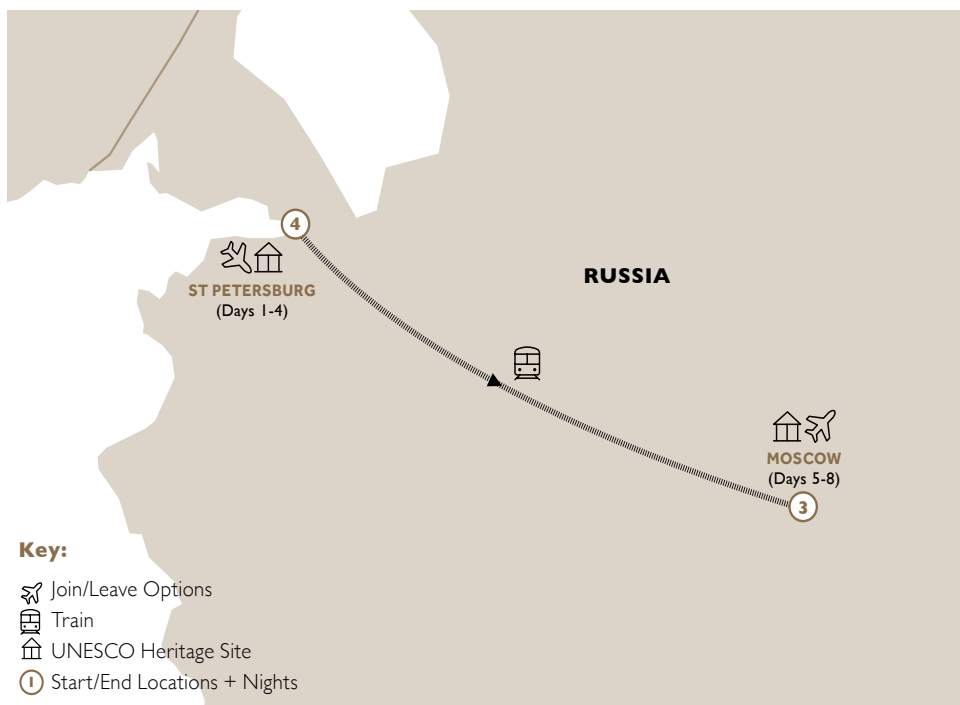 4
ST PETERSBURG
(Days 1-4)
RUSSIA
MOSCOW
(Days 5-8)
3
Key:
Join/Leave Options
Train
UNESCO Heritage Site
1 Start/End Locations + Nights